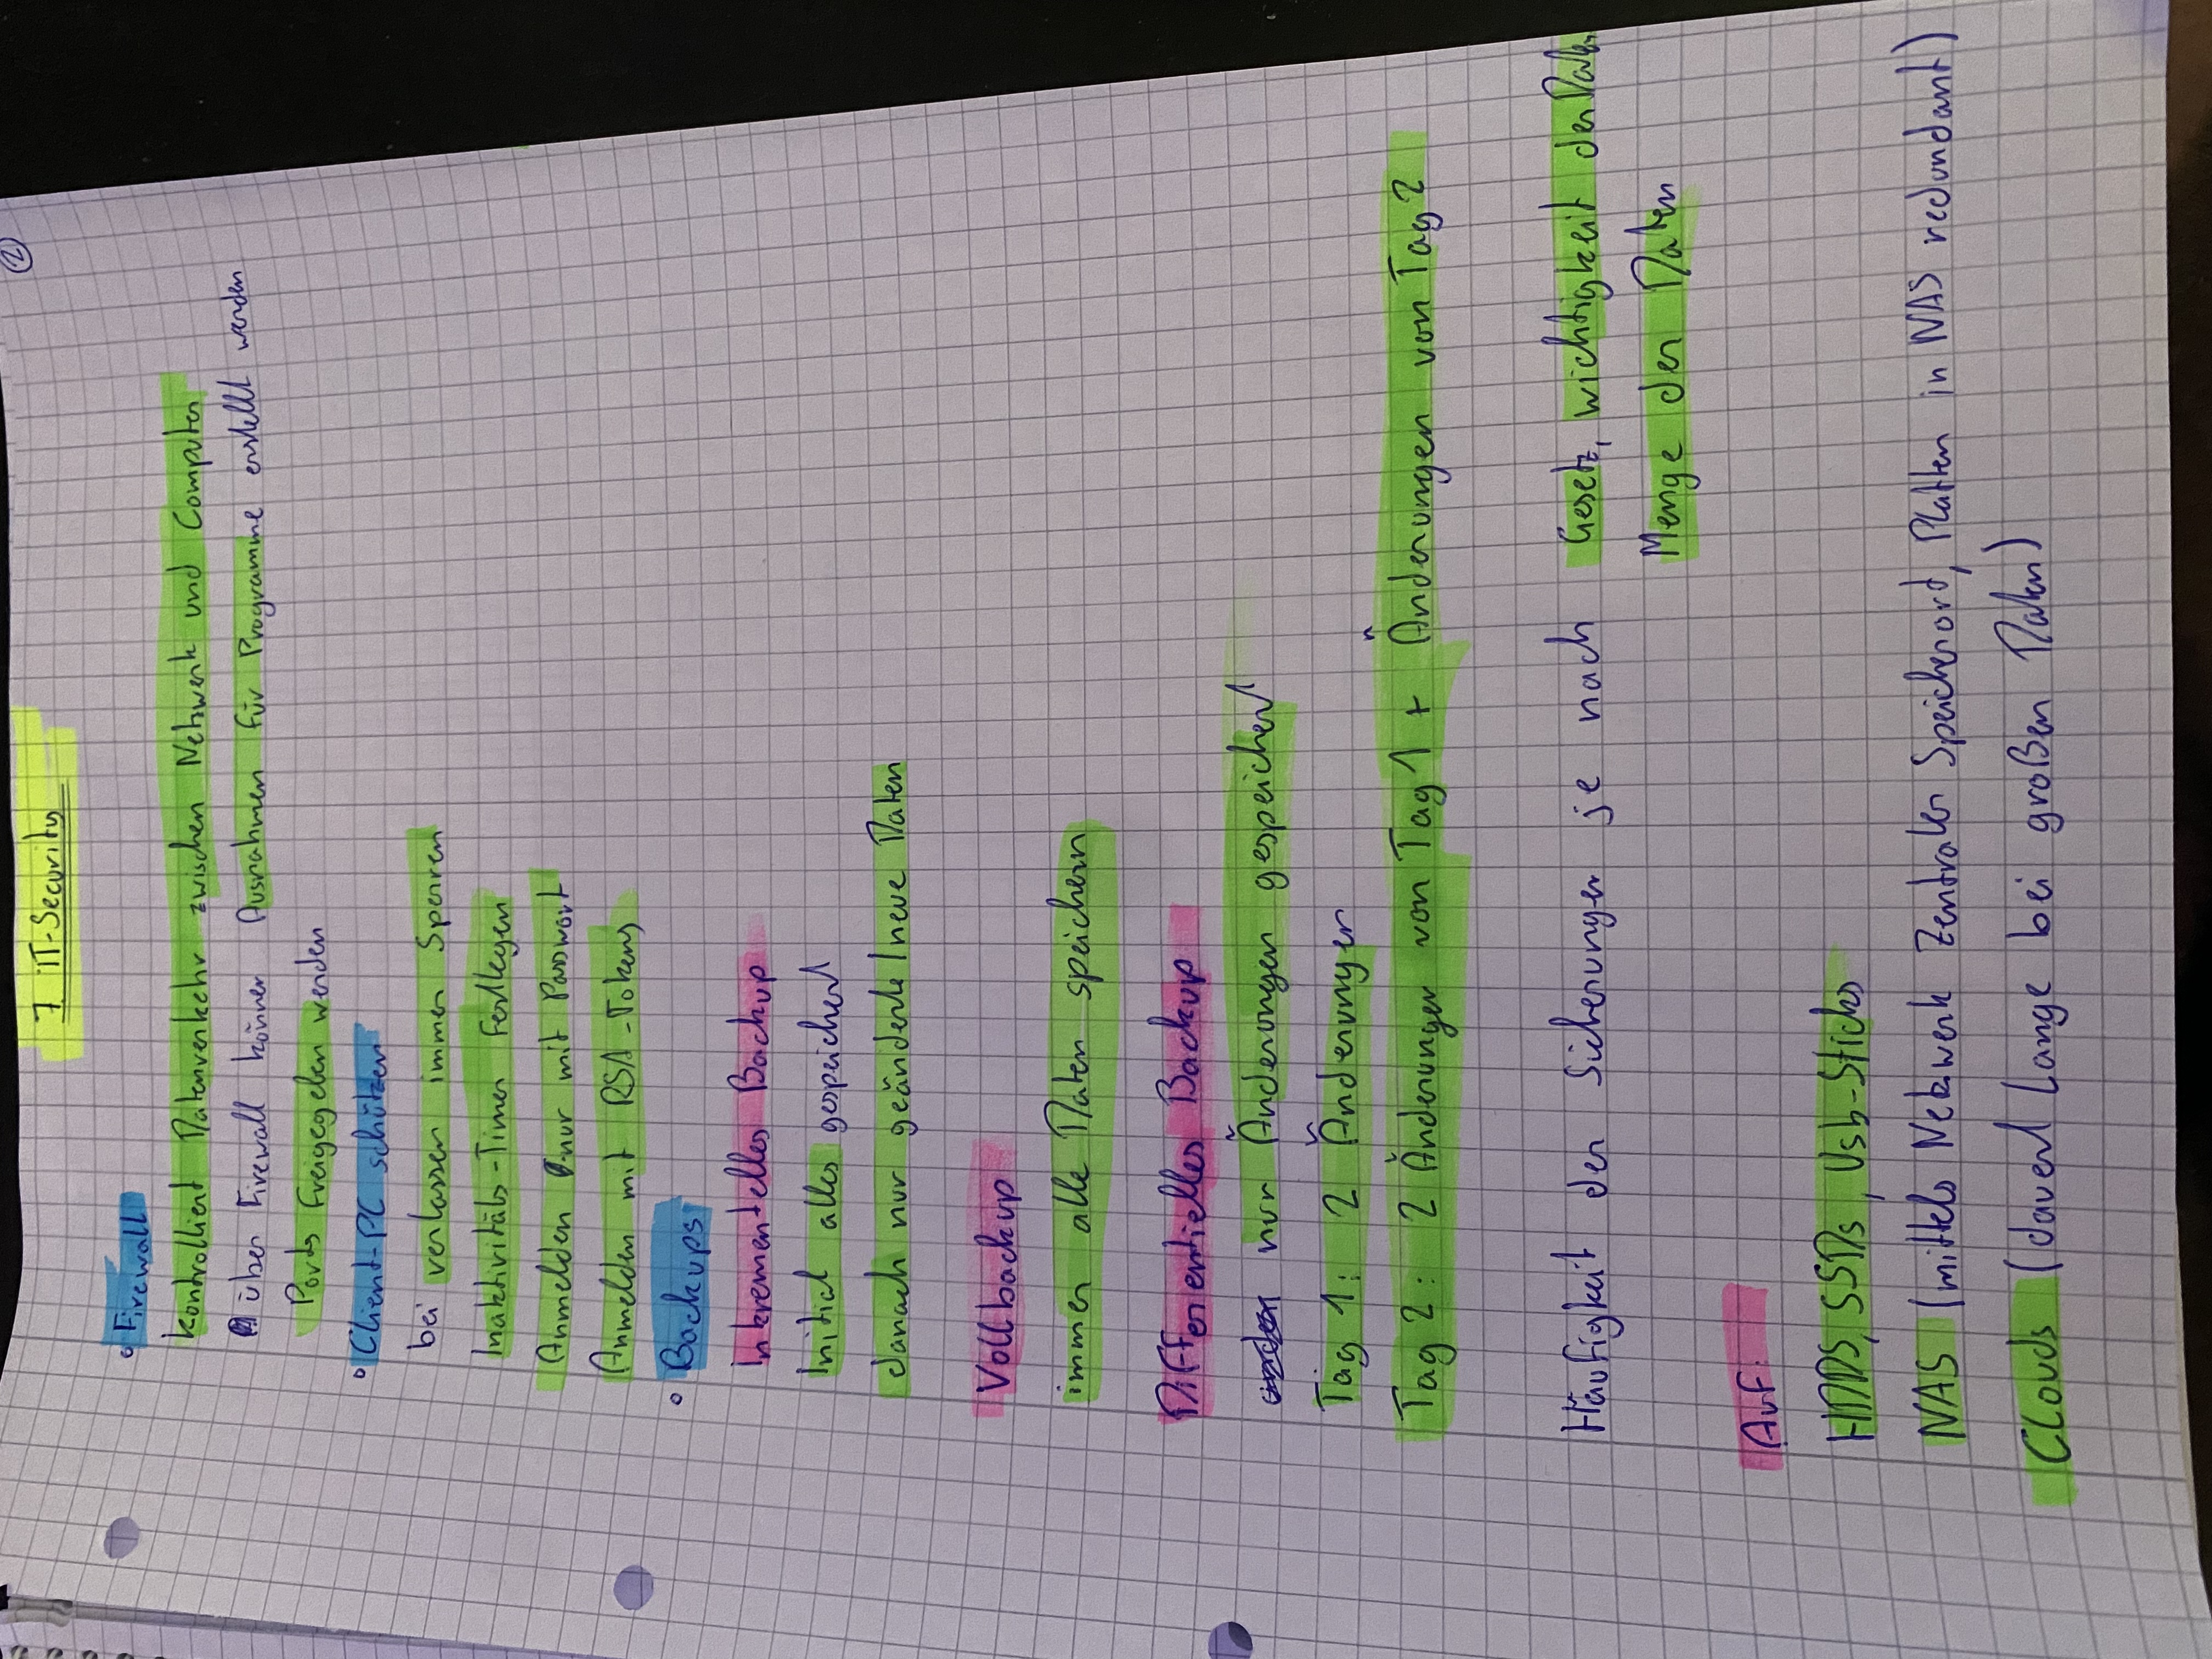 ②
7. IT-Security
° Firewall
kontrolliert Datenverkehr zwischen Netzwerk und Computer
über Firewall können Ausnahmen für Programme erstellt werden
Ports freigegeben werden
° Client-PC schützen
bei verlassen immer Sperren
Inaktivitäts-Timer Festlegen
Anmelden nur mit Passwort
Anmelden mit RSA-Tokens
° Backups
Inkrementelles Backup
Initial alles gespeichert
danach nur geänderte/neue Daten
Vollbackup
immer alle Daten speichern
Differentielles Backup
nur Änderungen gespeichert
Tag 1: 2 Änderungen
Tag 2: 2 Änderungen von Tag 1 + Änderungen von Tag 2
Häufigkeit der Sicherungen je nach Gesetz, wichtigkeit der Daten
Menge der Daten
Auf:
HDDS, SSDs, Usb-Sticks
NAS (mittels Netzwerk Zentraler Speicherort, Platten in NAS redundant)
Clouds (dauert Lange bei großen Daten)